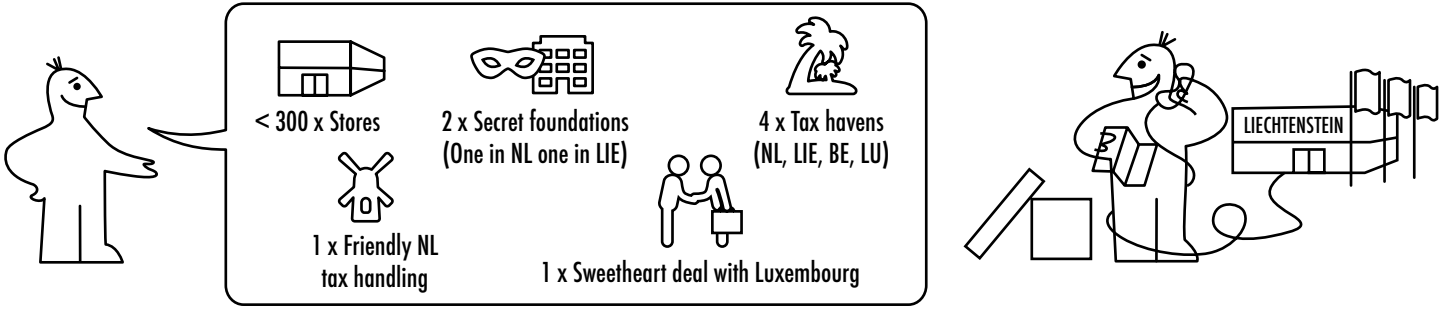 < 300 x Stores
2 x Secret foundations
(One in NL one in LIE)
4 x Tax havens
(NL, LIE, BE, LU)
1 x Friendly NL
tax handling
1 x Sweetheart deal with Luxembourg
LIECHTENSTEIN